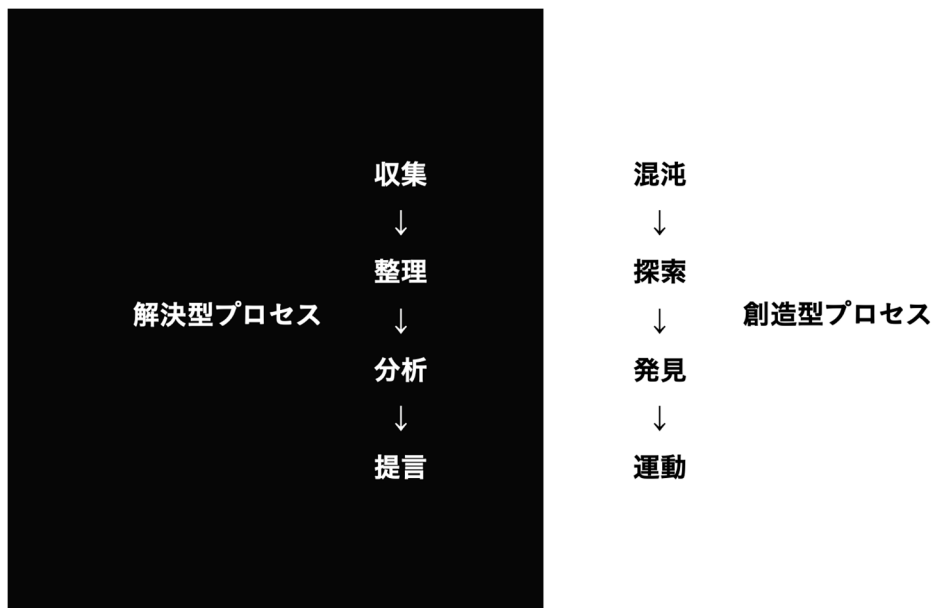 解決型プロセス
収集
↓
整理
↓
分析
↓
提言
混沌
↓
探索
↓
発見
↓
運動
創造型プロセス